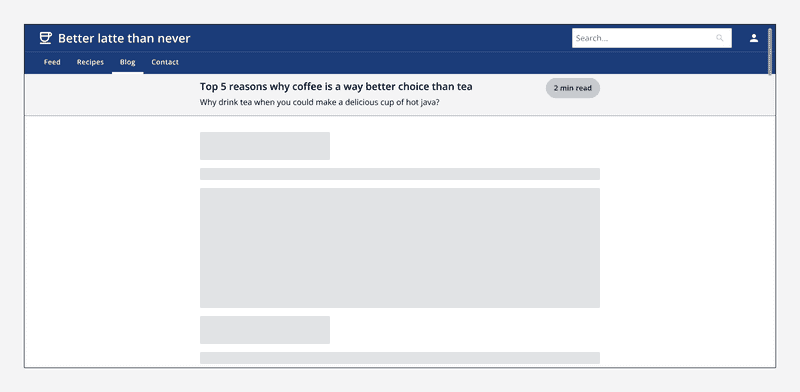 Better latte than never
Search...
Feed Recipes Blog Contact
Top 5 reasons why coffee is a way better choice than tea
2 min read
Why drink tea when you could make a delicious cup of hot java?